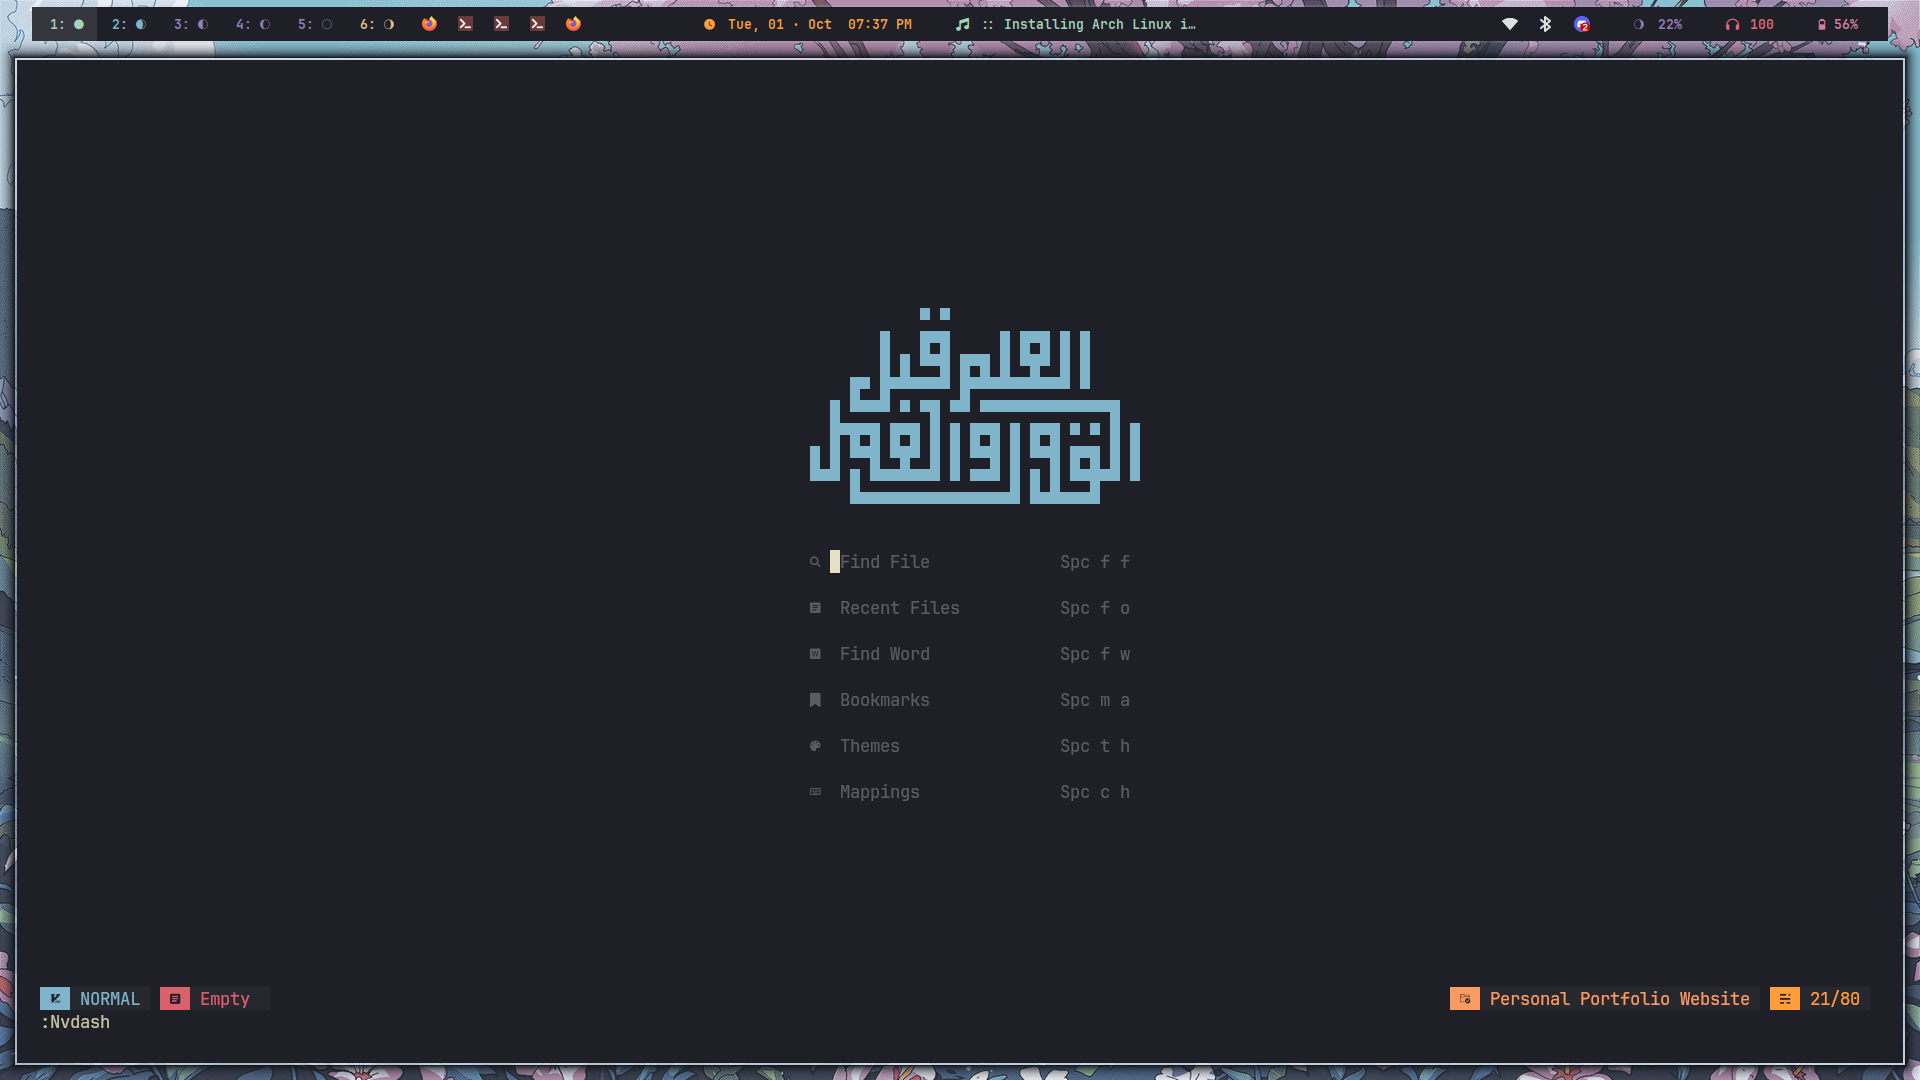 1: 2: 3: 4: 5: 6: Tue, 01 · Oct 07:37 PM :: Installing Arch Linux i… 2 22% 100 56%
العلم قبل
القول والعمل
Find File Spc f f
Recent Files Spc f o
Find Word Spc f w
Bookmarks Spc m a
Themes Spc t h
Mappings Spc c h
NORMAL Empty Personal Portfolio Website 21/80
:Nvdash